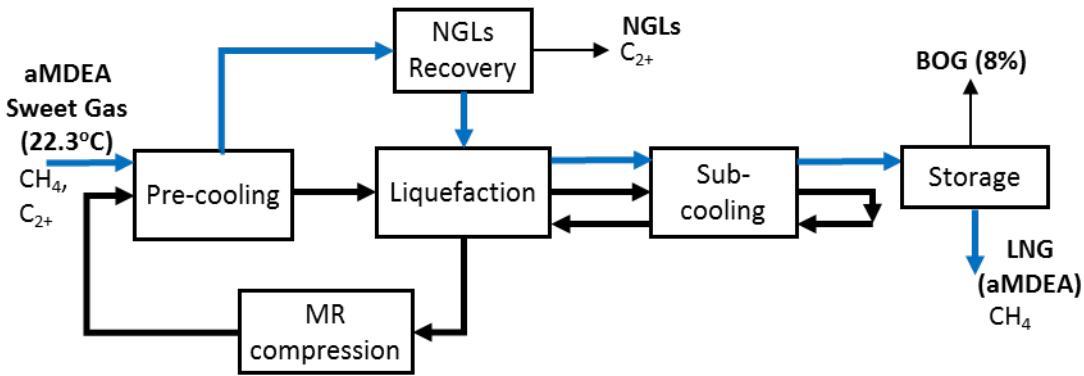 NGLs
Recovery
NGLs
C₂₊
BOG (8%)
aMDEA
Sweet Gas
(22.3°C)
CH₄,
C₂₊
Pre-cooling
Liquefaction
Sub-
cooling
Storage
LNG
(aMDEA)
CH₄
MR
compression